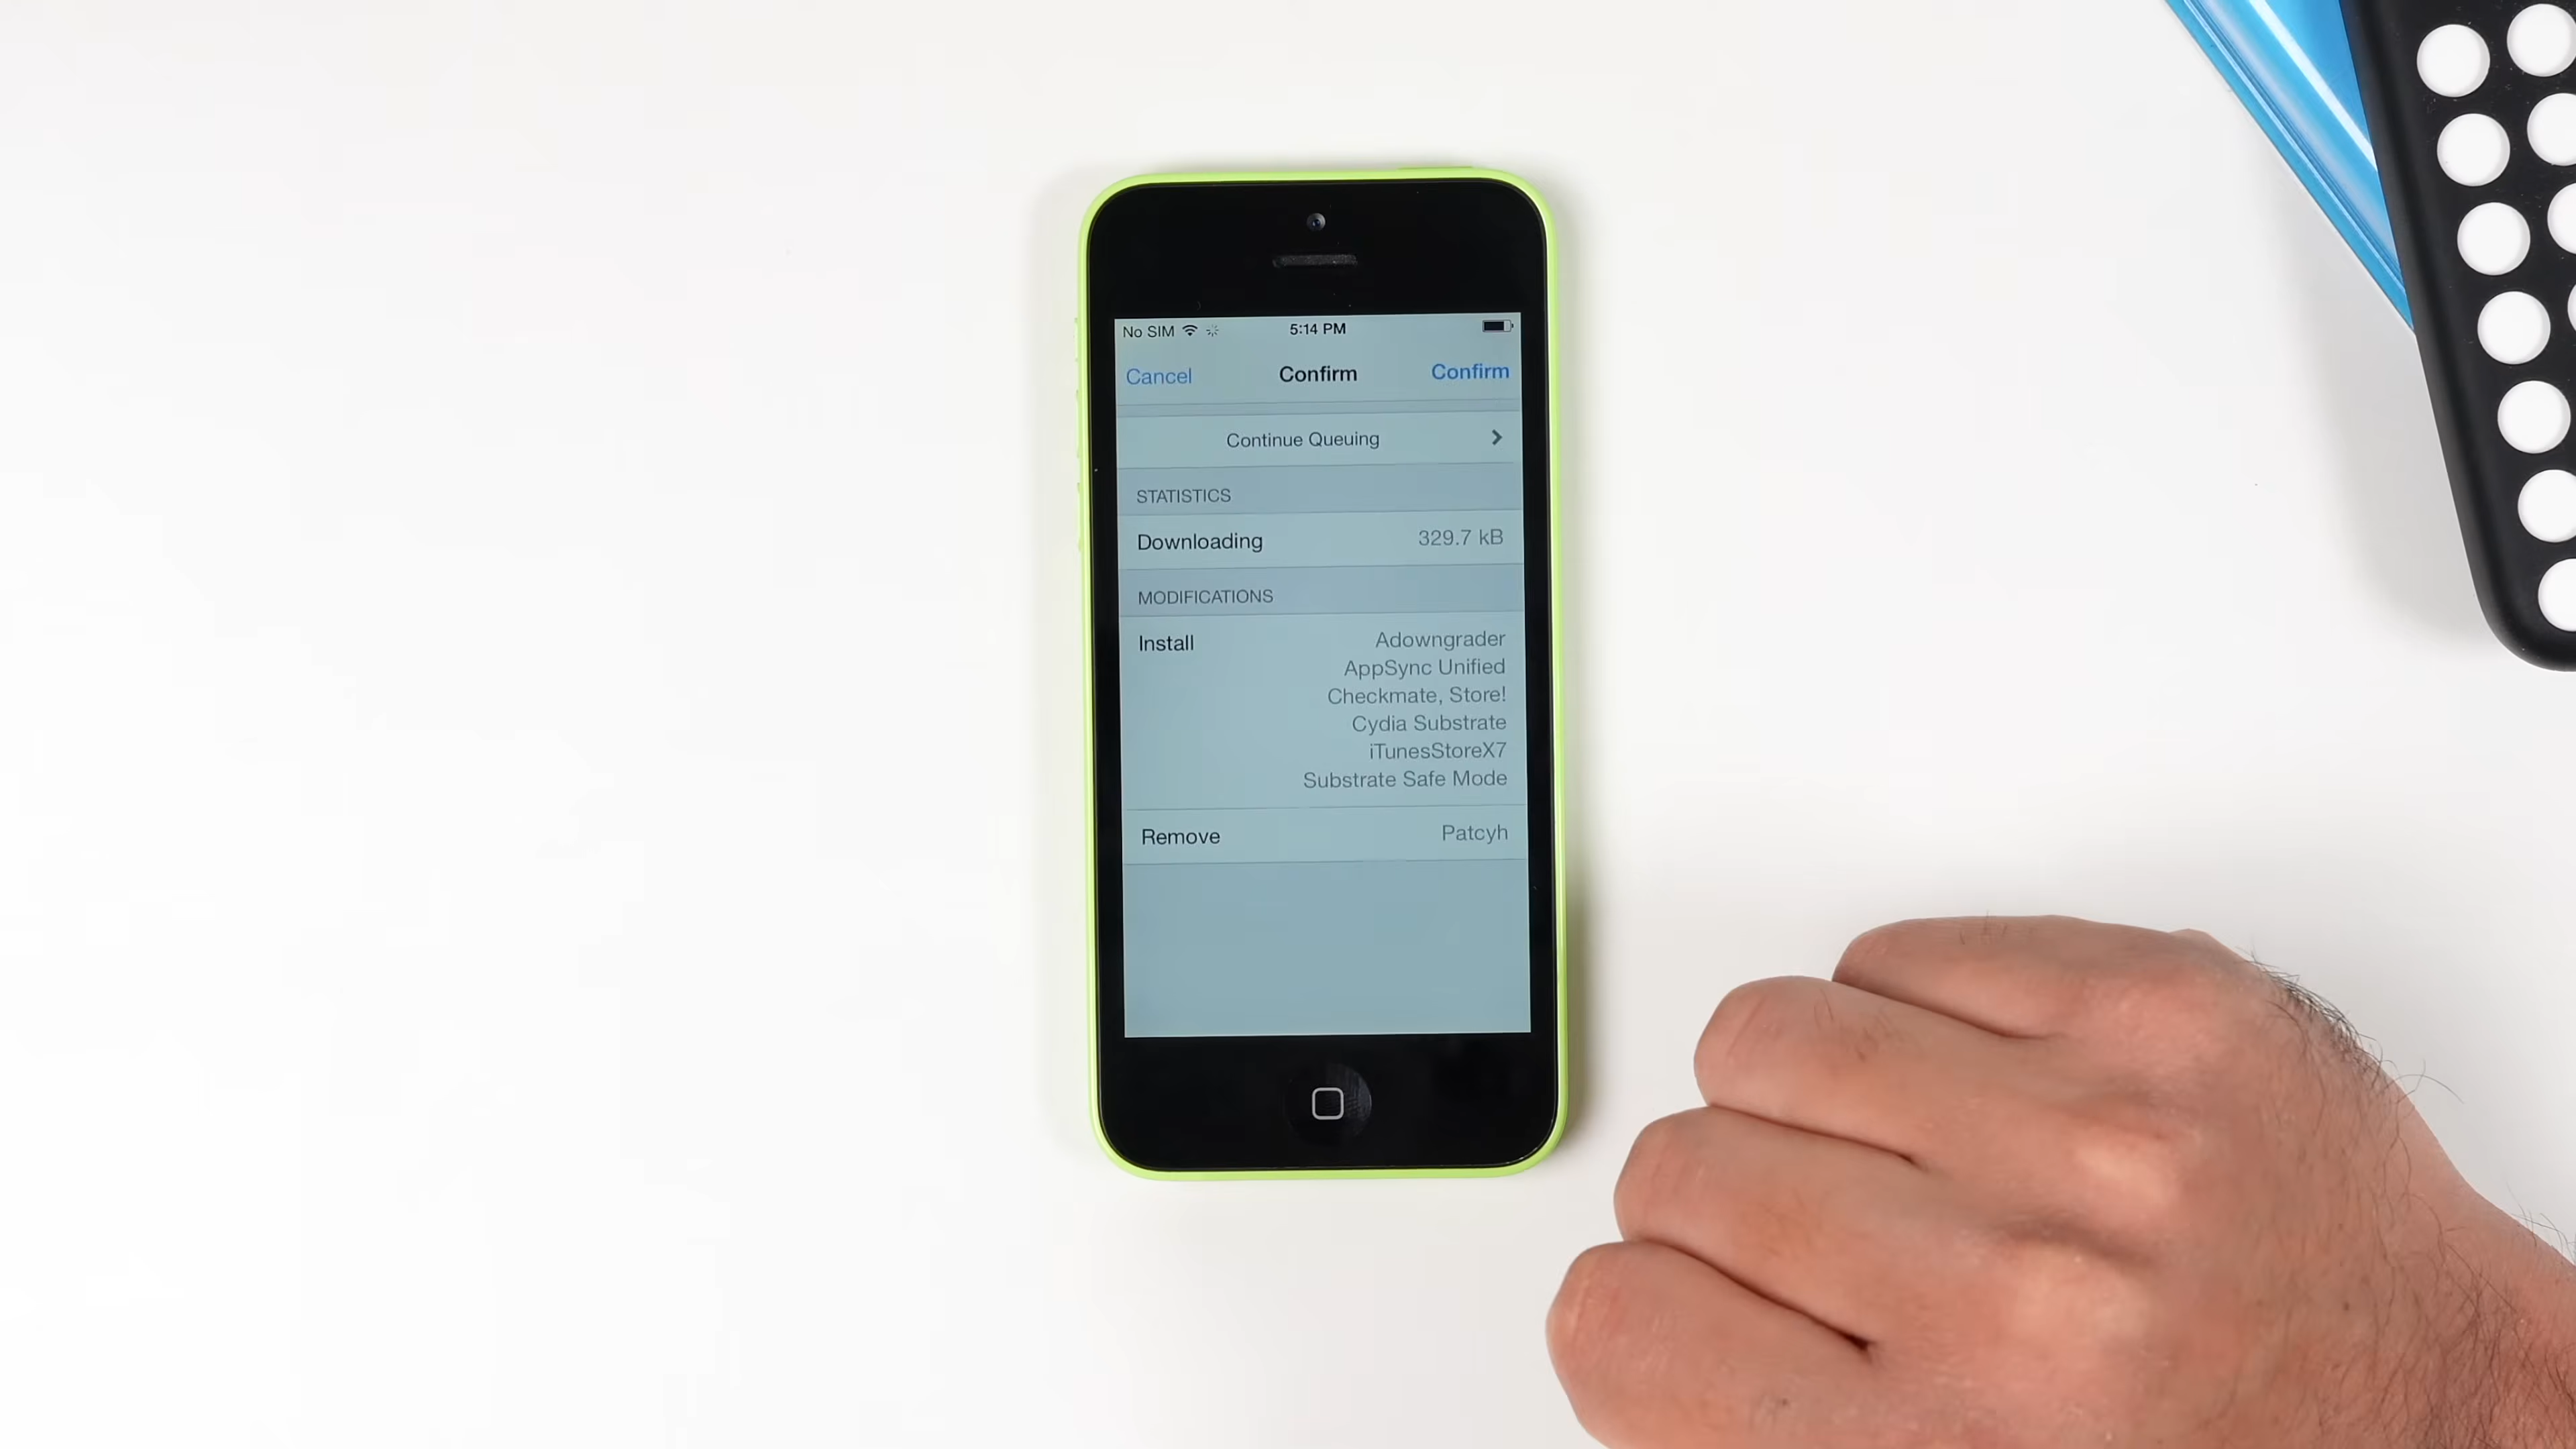 No SIM 5:14 PM
Cancel Confirm Confirm
Continue Queuing
STATISTICS
Downloading 329.7 kB
MODIFICATIONS
Install Adowngrader
AppSync Unified
Checkmate, Store!
Cydia Substrate
iTunesStoreX7
Substrate Safe Mode
Remove Patcyh